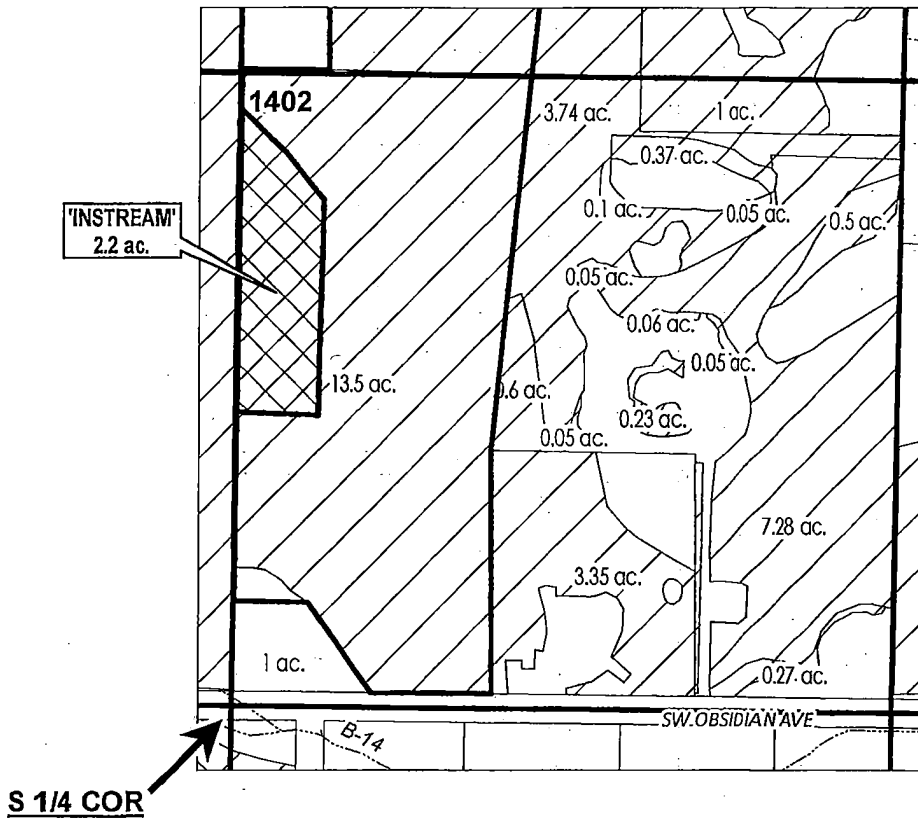 1402
3.74 ac.
1 ac.
0.37 ac.
'INSTREAM'
2.2 ac.
0.1 ac.
0.05 ac.
0.5 ac.
0.05 ac.
0.06 ac.
0.05 ac.
13.5 ac.
0.6 ac.
0.23 ac.
0.05 ac.
7.28 ac.
3.35 ac.
1 ac.
0.27 ac.
SW OBSIDIAN AVE
B-14
S 1/4 COR